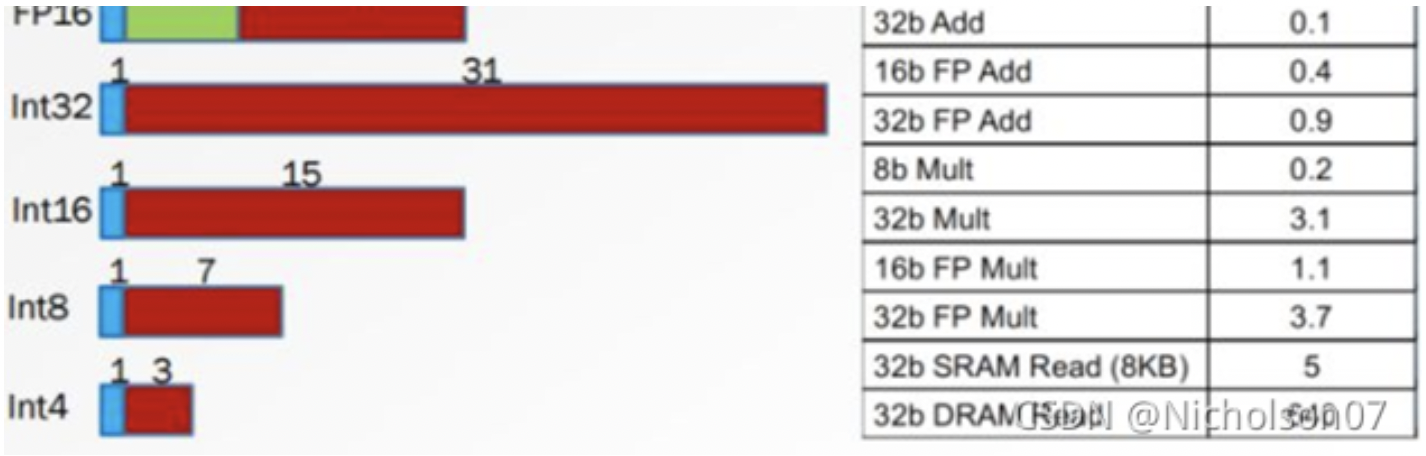 FP16
1 31
Int32
1 15
Int16
1 7
Int8
1 3
Int4
32b Add 0.1
16b FP Add 0.4
32b FP Add 0.9
8b Mult 0.2
32b Mult 3.1
16b FP Mult 1.1
32b FP Mult 3.7
32b SRAM Read (8KB) 5
32b DRAM Read 640
CSDN @Nicholson07